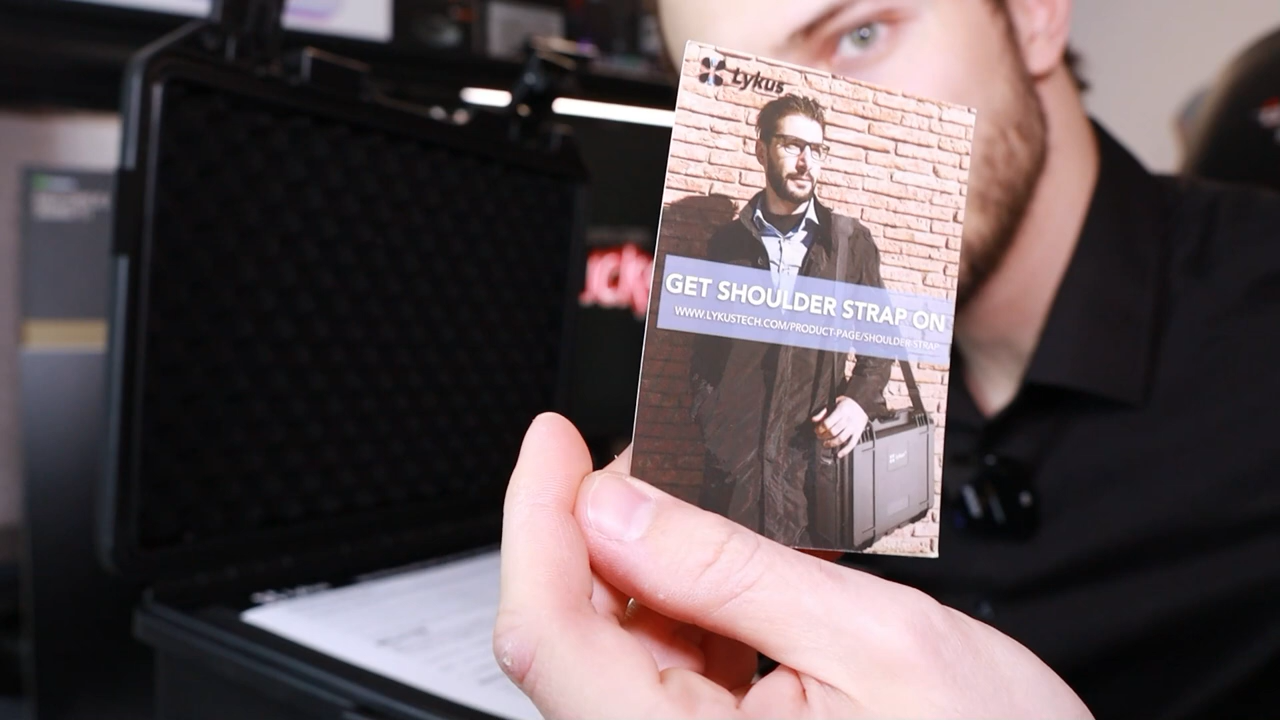 Lykus
GET SHOULDER STRAP ON
WWW.LYKUSTECH.COM/PRODUCT-PAGE/SHOULDER-STRAP